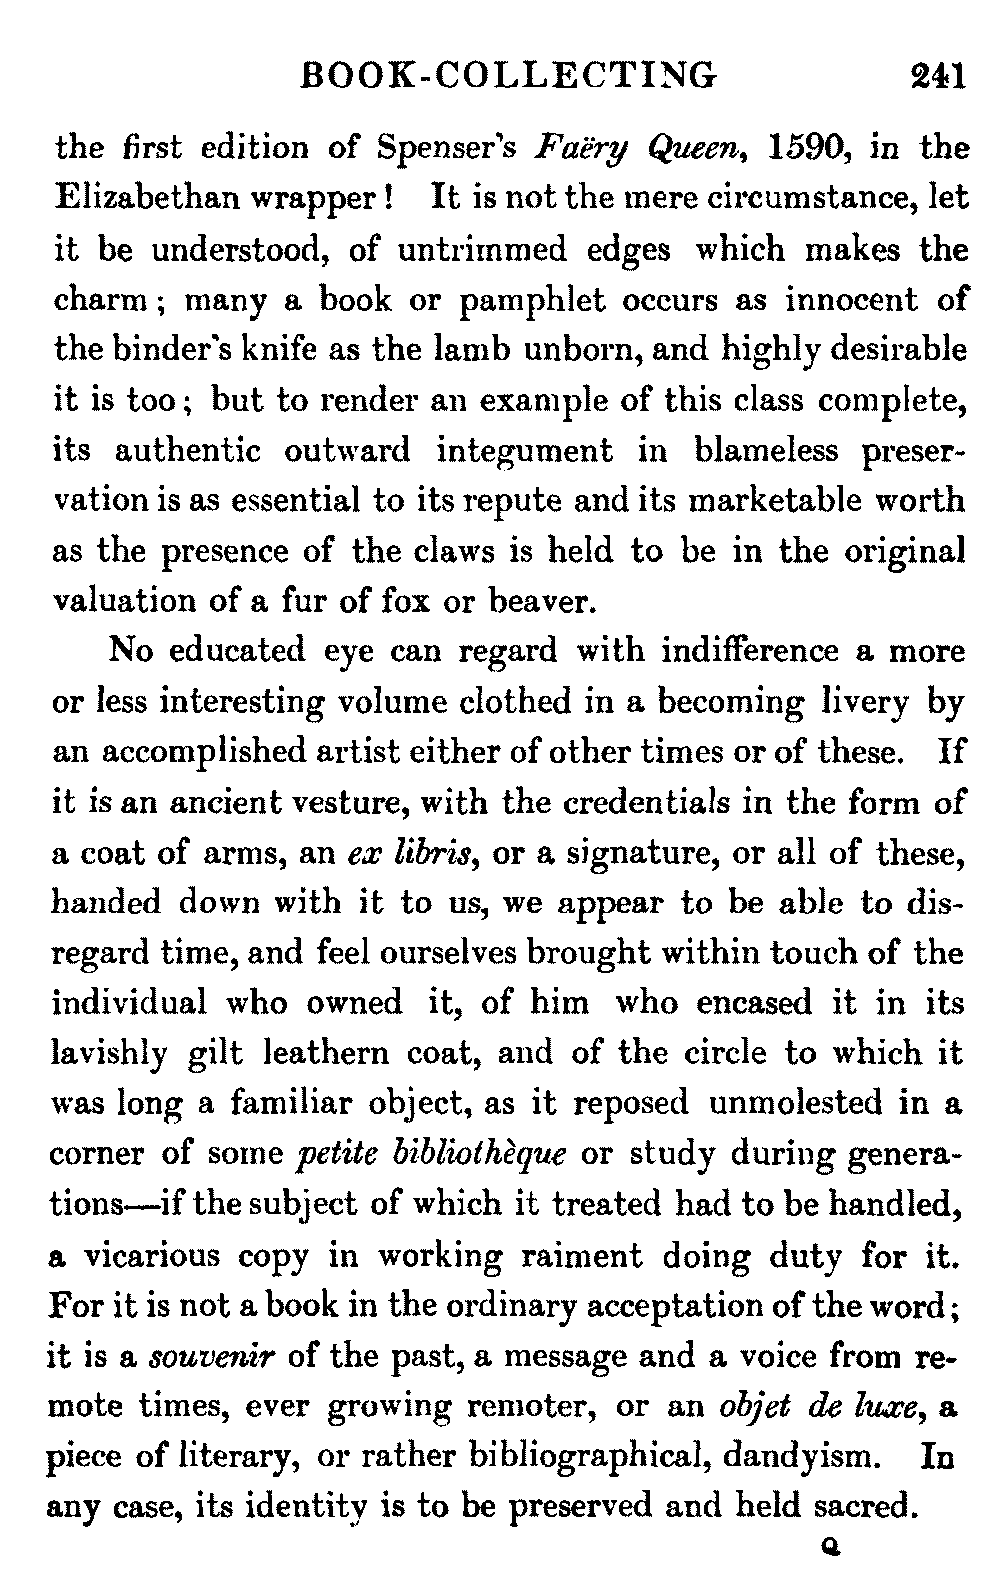 BOOK-COLLECTING 241
the first edition of Spenser's Faëry Queen, 1590, in the
Elizabethan wrapper! It is not the mere circumstance, let
it be understood, of untrimmed edges which makes the
charm; many a book or pamphlet occurs as innocent of
the binder's knife as the lamb unborn, and highly desirable
it is too; but to render an example of this class complete,
its authentic outward integument in blameless preser-
vation is as essential to its repute and its marketable worth
as the presence of the claws is held to be in the original
valuation of a fur of fox or beaver.
No educated eye can regard with indifference a more
or less interesting volume clothed in a becoming livery by
an accomplished artist either of other times or of these. If
it is an ancient vesture, with the credentials in the form of
a coat of arms, an ex libris, or a signature, or all of these,
handed down with it to us, we appear to be able to dis-
regard time, and feel ourselves brought within touch of the
individual who owned it, of him who encased it in its
lavishly gilt leathern coat, and of the circle to which it
was long a familiar object, as it reposed unmolested in a
corner of some petite bibliothèque or study during genera-
tions—if the subject of which it treated had to be handled,
a vicarious copy in working raiment doing duty for it.
For it is not a book in the ordinary acceptation of the word;
it is a souvenir of the past, a message and a voice from re-
mote times, ever growing remoter, or an objet de luxe, a
piece of literary, or rather bibliographical, dandyism. In
any case, its identity is to be preserved and held sacred.
Q